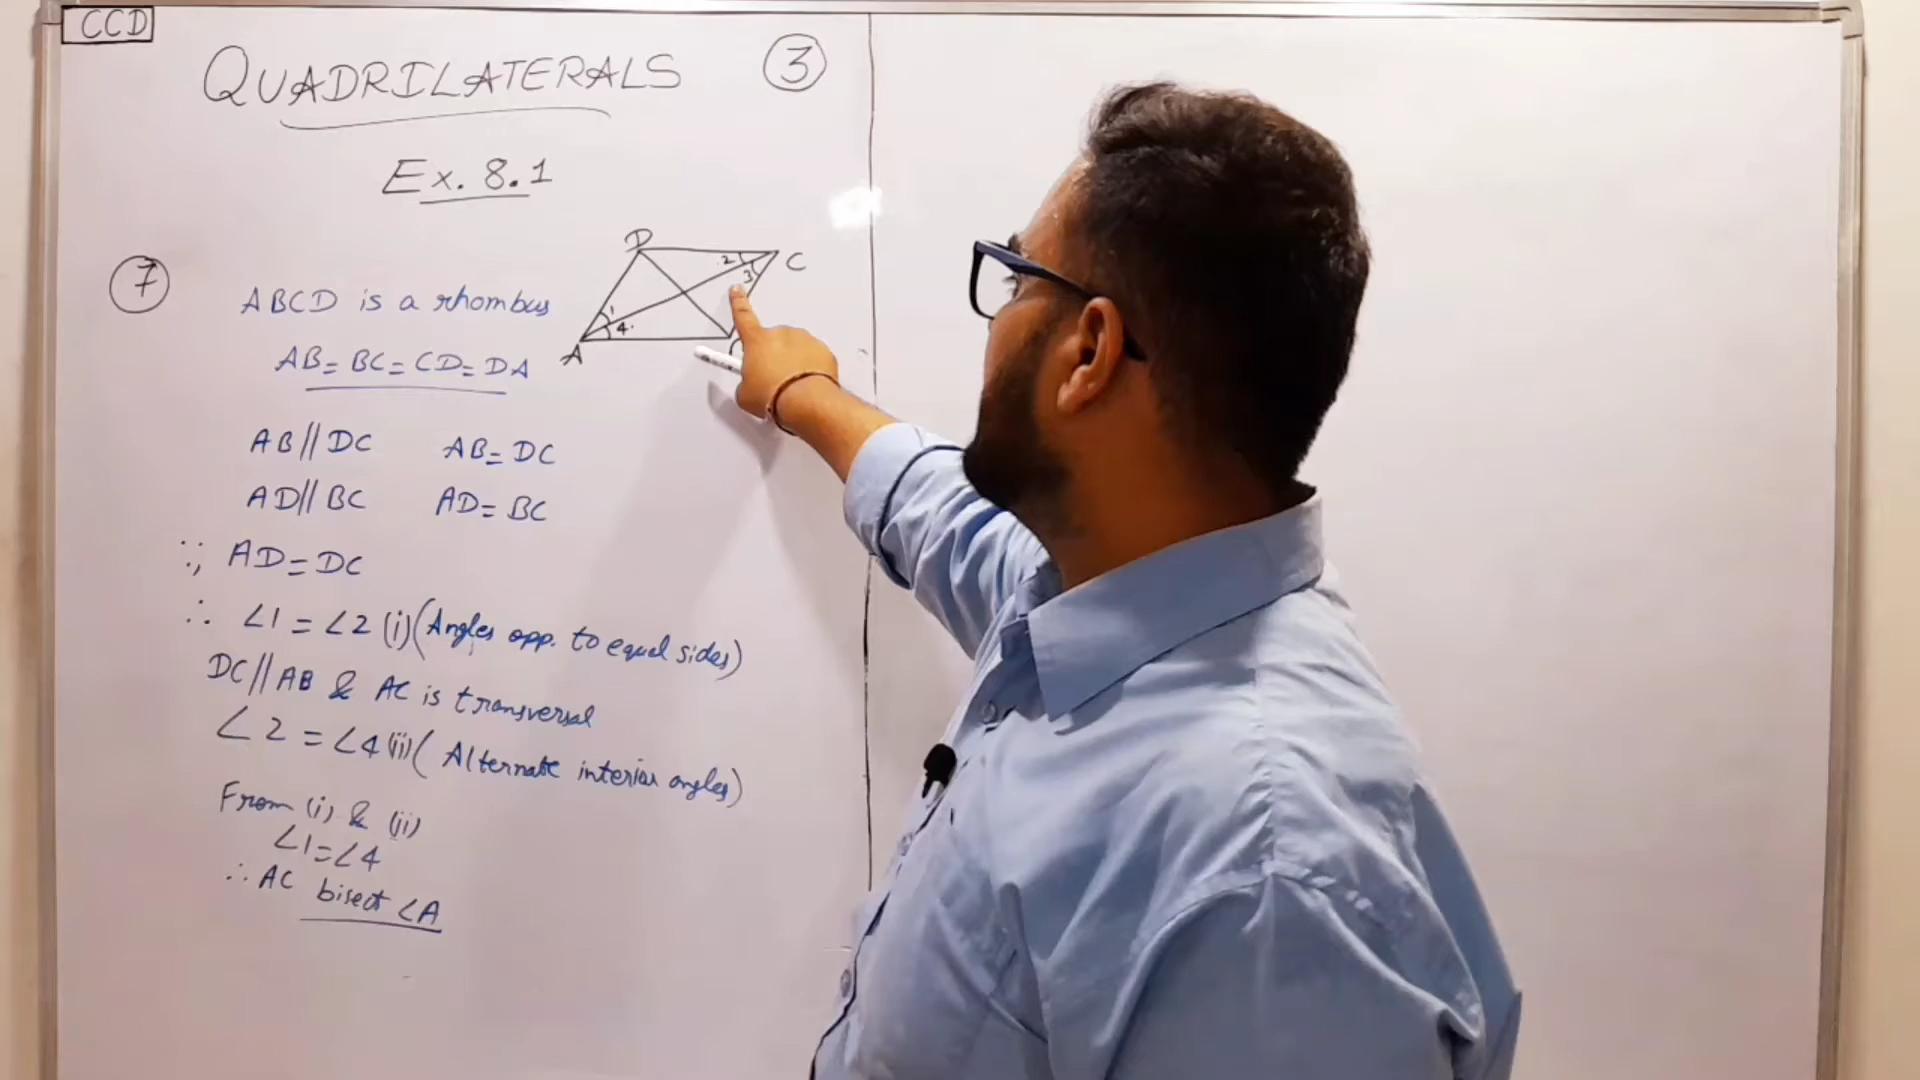 CCD
QUADRILATERALS
3
Ex. 8.1
7
D
C
2
3
1
4.
A
ABCD is a rhombus
AB = BC = CD = DA
AB || DC AB = DC
AD || BC AD = BC
∵, AD = DC
∴ ∠1 = ∠2 (i) (Angles opp. to equal sides)
DC || AB & AC is transversal
∠2 = ∠4 (ii) (Alternate interior angles)
From (i) & (ii)
∠1 = ∠4
∴ AC bisect ∠A